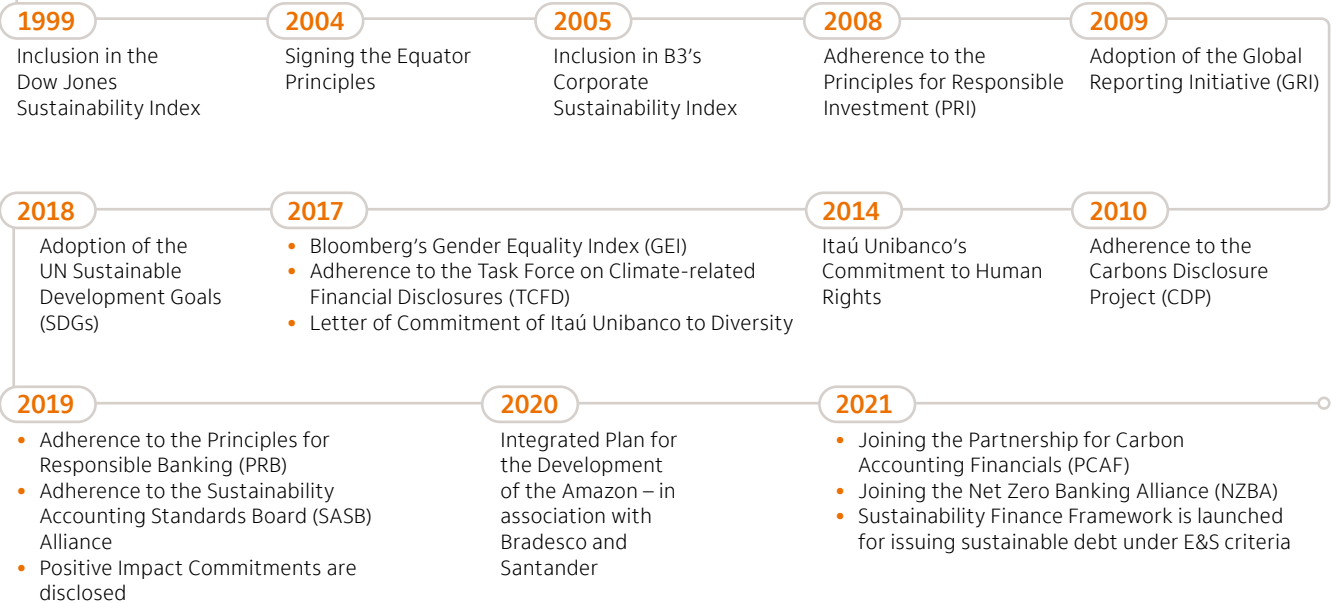 1999
Inclusion in the
Dow Jones
Sustainability Index
2004
Signing the Equator
Principles
2005
Inclusion in B3's
Corporate
Sustainability Index
2008
Adherence to the
Principles for Responsible
Investment (PRI)
2009
Adoption of the Global
Reporting Initiative (GRI)
2010
Adherence to the
Carbons Disclosure
Project (CDP)
2014
Itaú Unibanco's
Commitment to Human
Rights
2017
• Bloomberg's Gender Equality Index (GEI)
• Adherence to the Task Force on Climate-related
Financial Disclosures (TCFD)
• Letter of Commitment of Itaú Unibanco to Diversity
2018
Adoption of the
UN Sustainable
Development Goals
(SDGs)
2019
• Adherence to the Principles for
Responsible Banking (PRB)
• Adherence to the Sustainability
Accounting Standards Board (SASB)
Alliance
• Positive Impact Commitments are
disclosed
2020
Integrated Plan for
the Development
of the Amazon – in
association with
Bradesco and
Santander
2021
• Joining the Partnership for Carbon
Accounting Financials (PCAF)
• Joining the Net Zero Banking Alliance (NZBA)
• Sustainability Finance Framework is launched
for issuing sustainable debt under E&S criteria